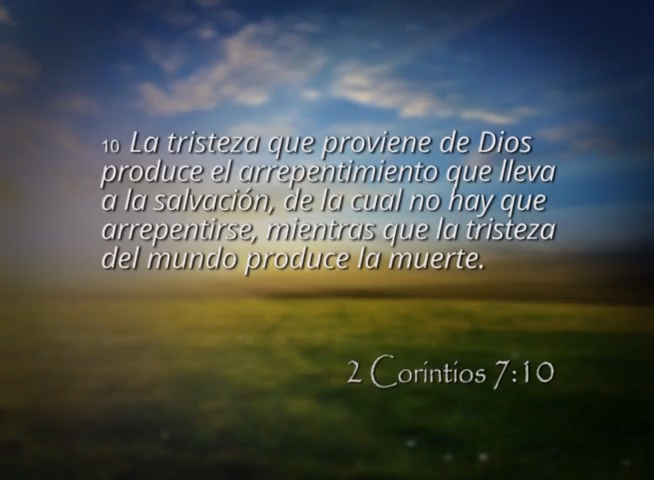 10 La tristeza que proviene de Dios
produce el arrepentimiento que lleva
a la salvación, de la cual no hay que
arrepentirse, mientras que la tristeza
del mundo produce la muerte.
2 Corintios 7:10